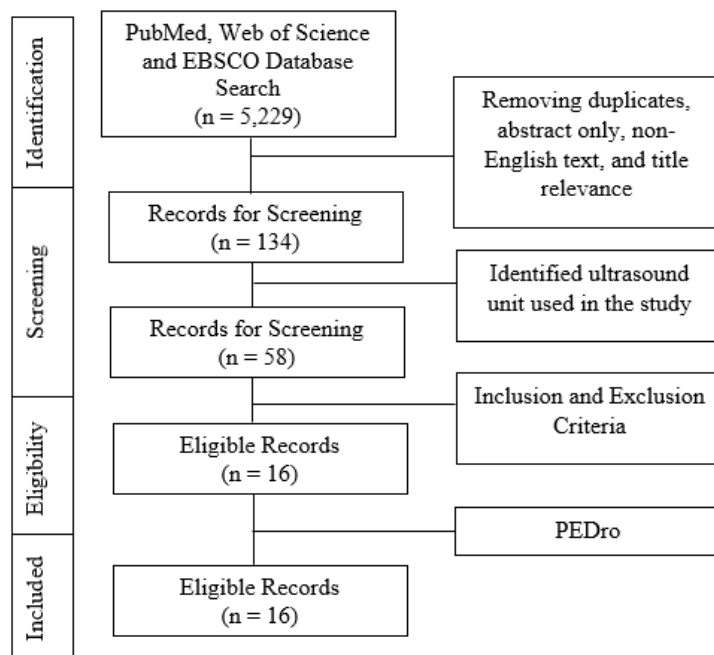 Identification
PubMed, Web of Science
and EBSCO Database
Search
(n = 5,229)
Removing duplicates,
abstract only, non-
English text, and title
relevance
Screening
Records for Screening
(n = 134)
Identified ultrasound
unit used in the study
Records for Screening
(n = 58)
Inclusion and Exclusion
Criteria
Eligibility
Eligible Records
(n = 16)
PEDro
Included
Eligible Records
(n = 16)